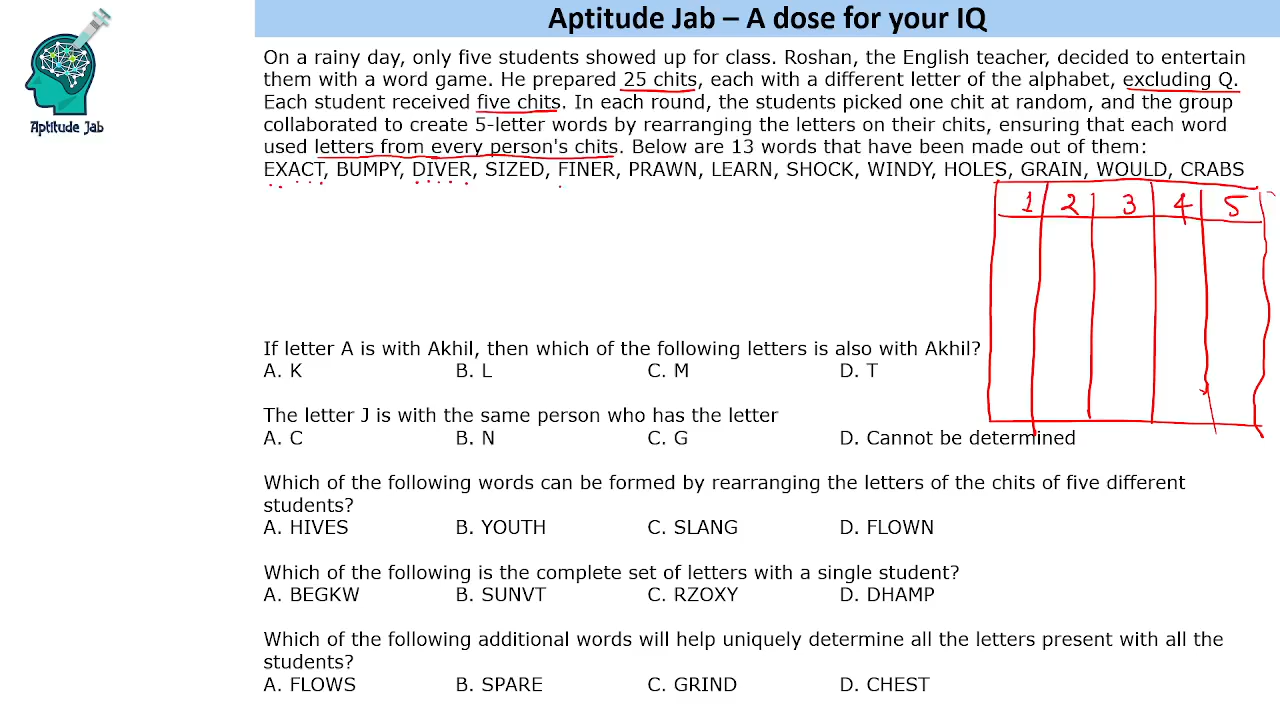 Aptitude Jab – A dose for your IQ
Aptitude Jab
On a rainy day, only five students showed up for class. Roshan, the English teacher, decided to entertain
them with a word game. He prepared 25 chits, each with a different letter of the alphabet, excluding Q.
Each student received five chits. In each round, the students picked one chit at random, and the group
collaborated to create 5-letter words by rearranging the letters on their chits, ensuring that each word
used letters from every person's chits. Below are 13 words that have been made out of them:
EXACT, BUMPY, DIVER, SIZED, FINER, PRAWN, LEARN, SHOCK, WINDY, HOLES, GRAIN, WOULD, CRABS
1 2 3 4 5
If letter A is with Akhil, then which of the following letters is also with Akhil?
A. K B. L C. M D. T
The letter J is with the same person who has the letter
A. C B. N C. G D. Cannot be determined
Which of the following words can be formed by rearranging the letters of the chits of five different
students?
A. HIVES B. YOUTH C. SLANG D. FLOWN
Which of the following is the complete set of letters with a single student?
A. BEGKW B. SUNVT C. RZOXY D. DHAMP
Which of the following additional words will help uniquely determine all the letters present with all the
students?
A. FLOWS B. SPARE C. GRIND D. CHEST